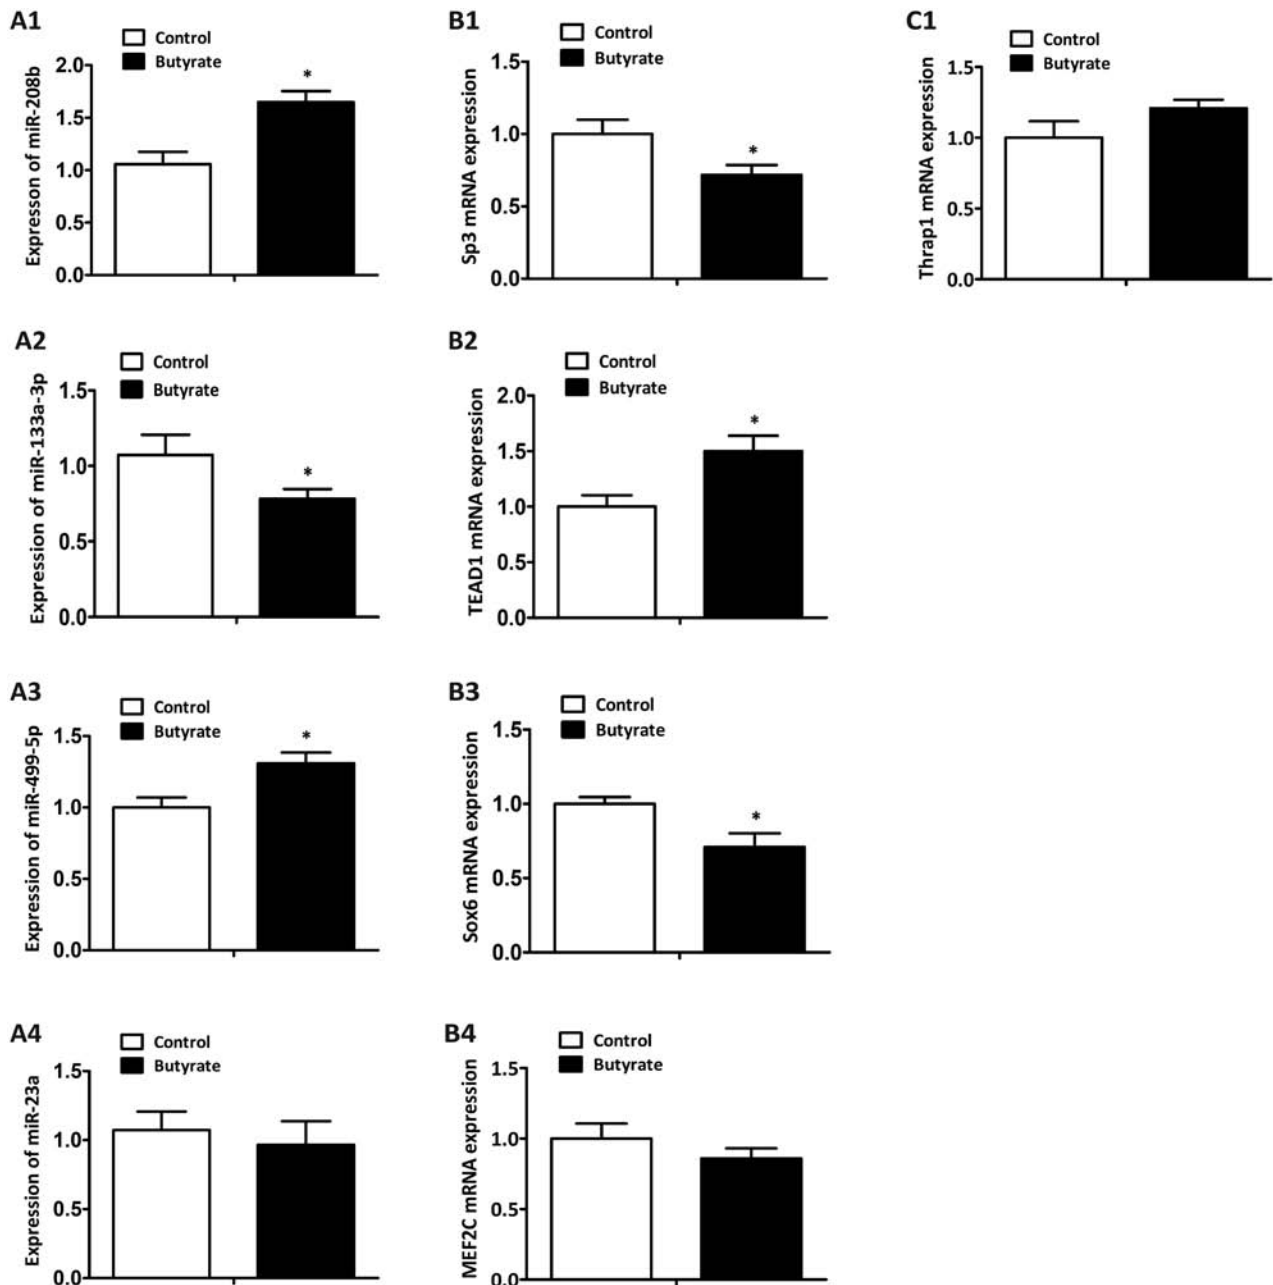 A1
Control
Butyrate
Expresson of miR-208b
2.0
1.5
1.0
0.5
0.0
*
B1
Control
Butyrate
Sp3 mRNA expression
1.5
1.0
0.5
0.0
*
C1
Control
Butyrate
Thrap1 mRNA expression
1.5
1.0
0.5
0.0
A2
Control
Butyrate
Expression of miR-133a-3p
1.5
1.0
0.5
0.0
*
B2
Control
Butyrate
TEAD1 mRNA expression
2.0
1.5
1.0
0.5
0.0
*
A3
Control
Butyrate
Expression of miR-499-5p
1.5
1.0
0.5
0.0
*
B3
Control
Butyrate
Sox6 mRNA expression
1.5
1.0
0.5
0.0
*
A4
Control
Butyrate
Expression of miR-23a
1.5
1.0
0.5
0.0
B4
Control
Butyrate
MEF2C mRNA expression
1.5
1.0
0.5
0.0